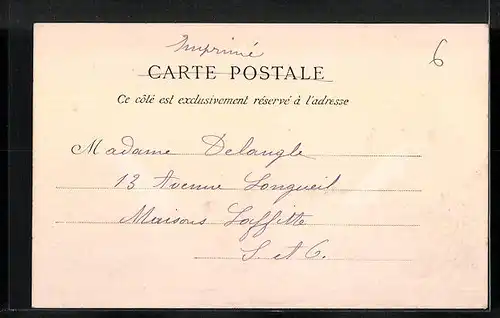 Imprimé
6
CARTE POSTALE
Ce côté est exclusivement réservé à l'adresse
Madame Delangle
13 Avenue Longueil
Maisons Laffitte
S. et O.